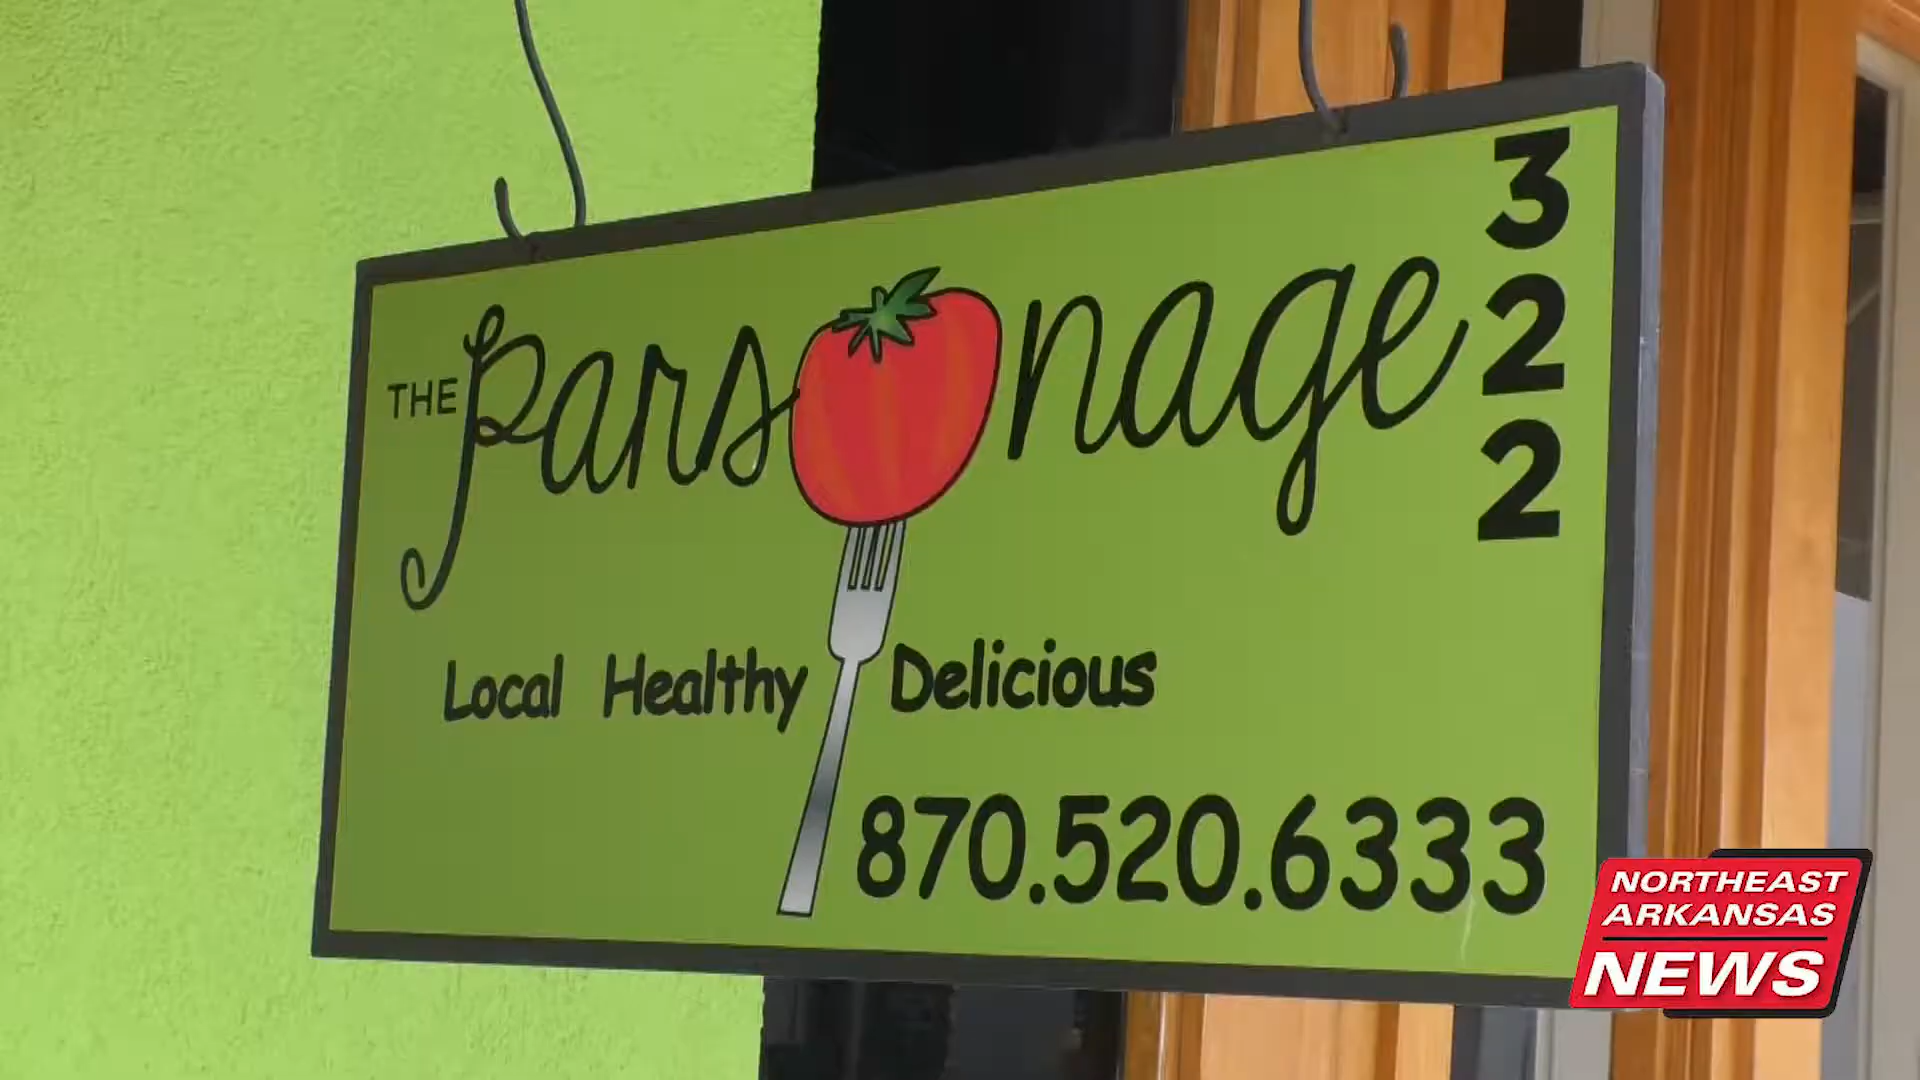 THE Parsonage 322
Local Healthy Delicious
870.520.6333
NORTHEAST
ARKANSAS
NEWS